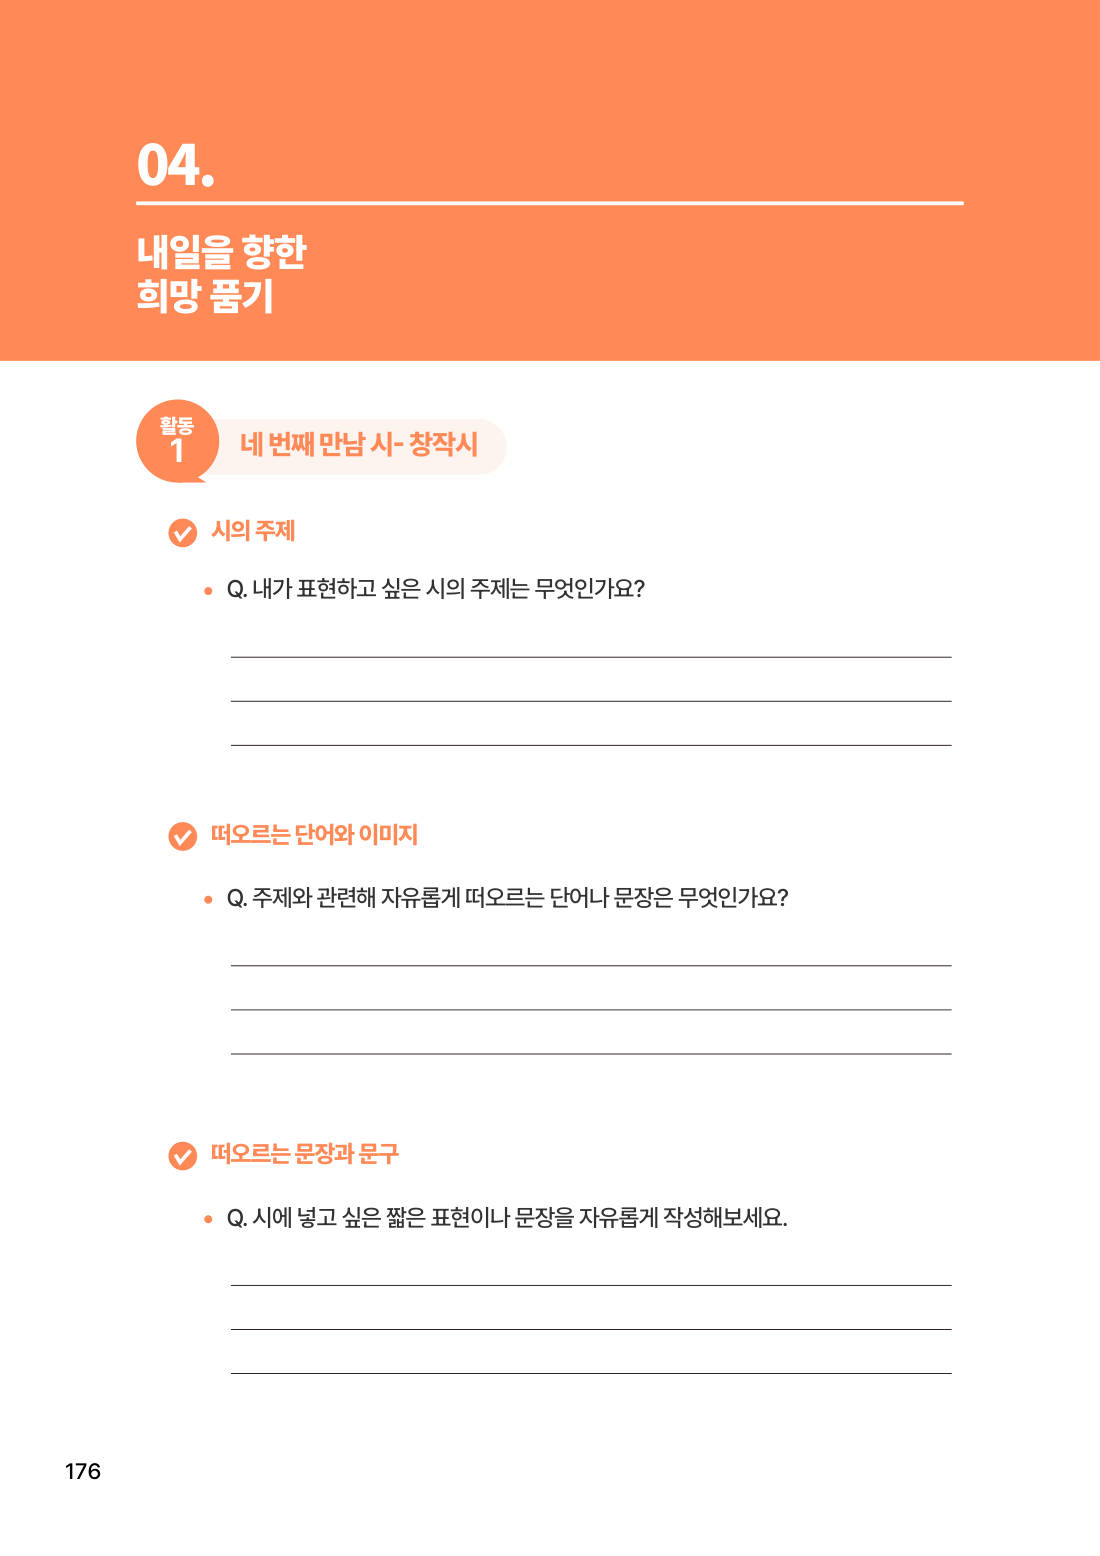 04.
내일을 향한
희망 품기
활동
1
네 번째 만남 시- 창작시
시의 주제
• Q. 내가 표현하고 싶은 시의 주제는 무엇인가요?
떠오르는 단어와 이미지
• Q. 주제와 관련해 자유롭게 떠오르는 단어나 문장은 무엇인가요?
떠오르는 문장과 문구
• Q. 시에 넣고 싶은 짧은 표현이나 문장을 자유롭게 작성해보세요.
176